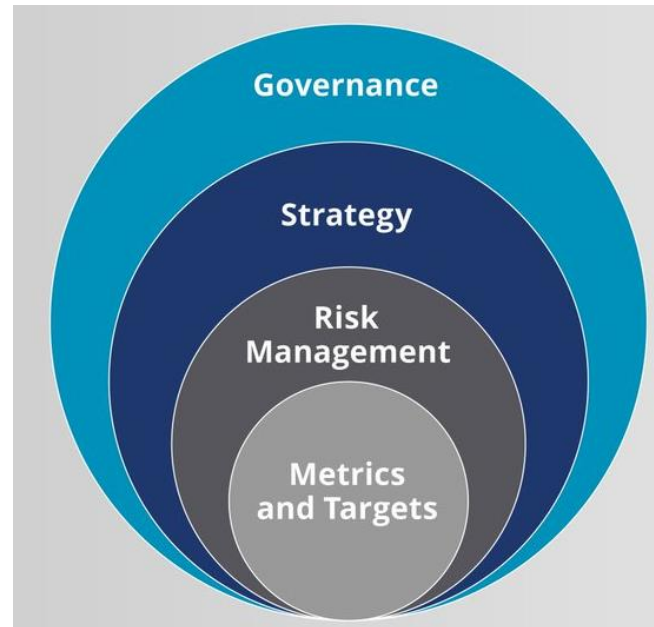 Governance
Strategy
Risk
Management
Metrics
and Targets